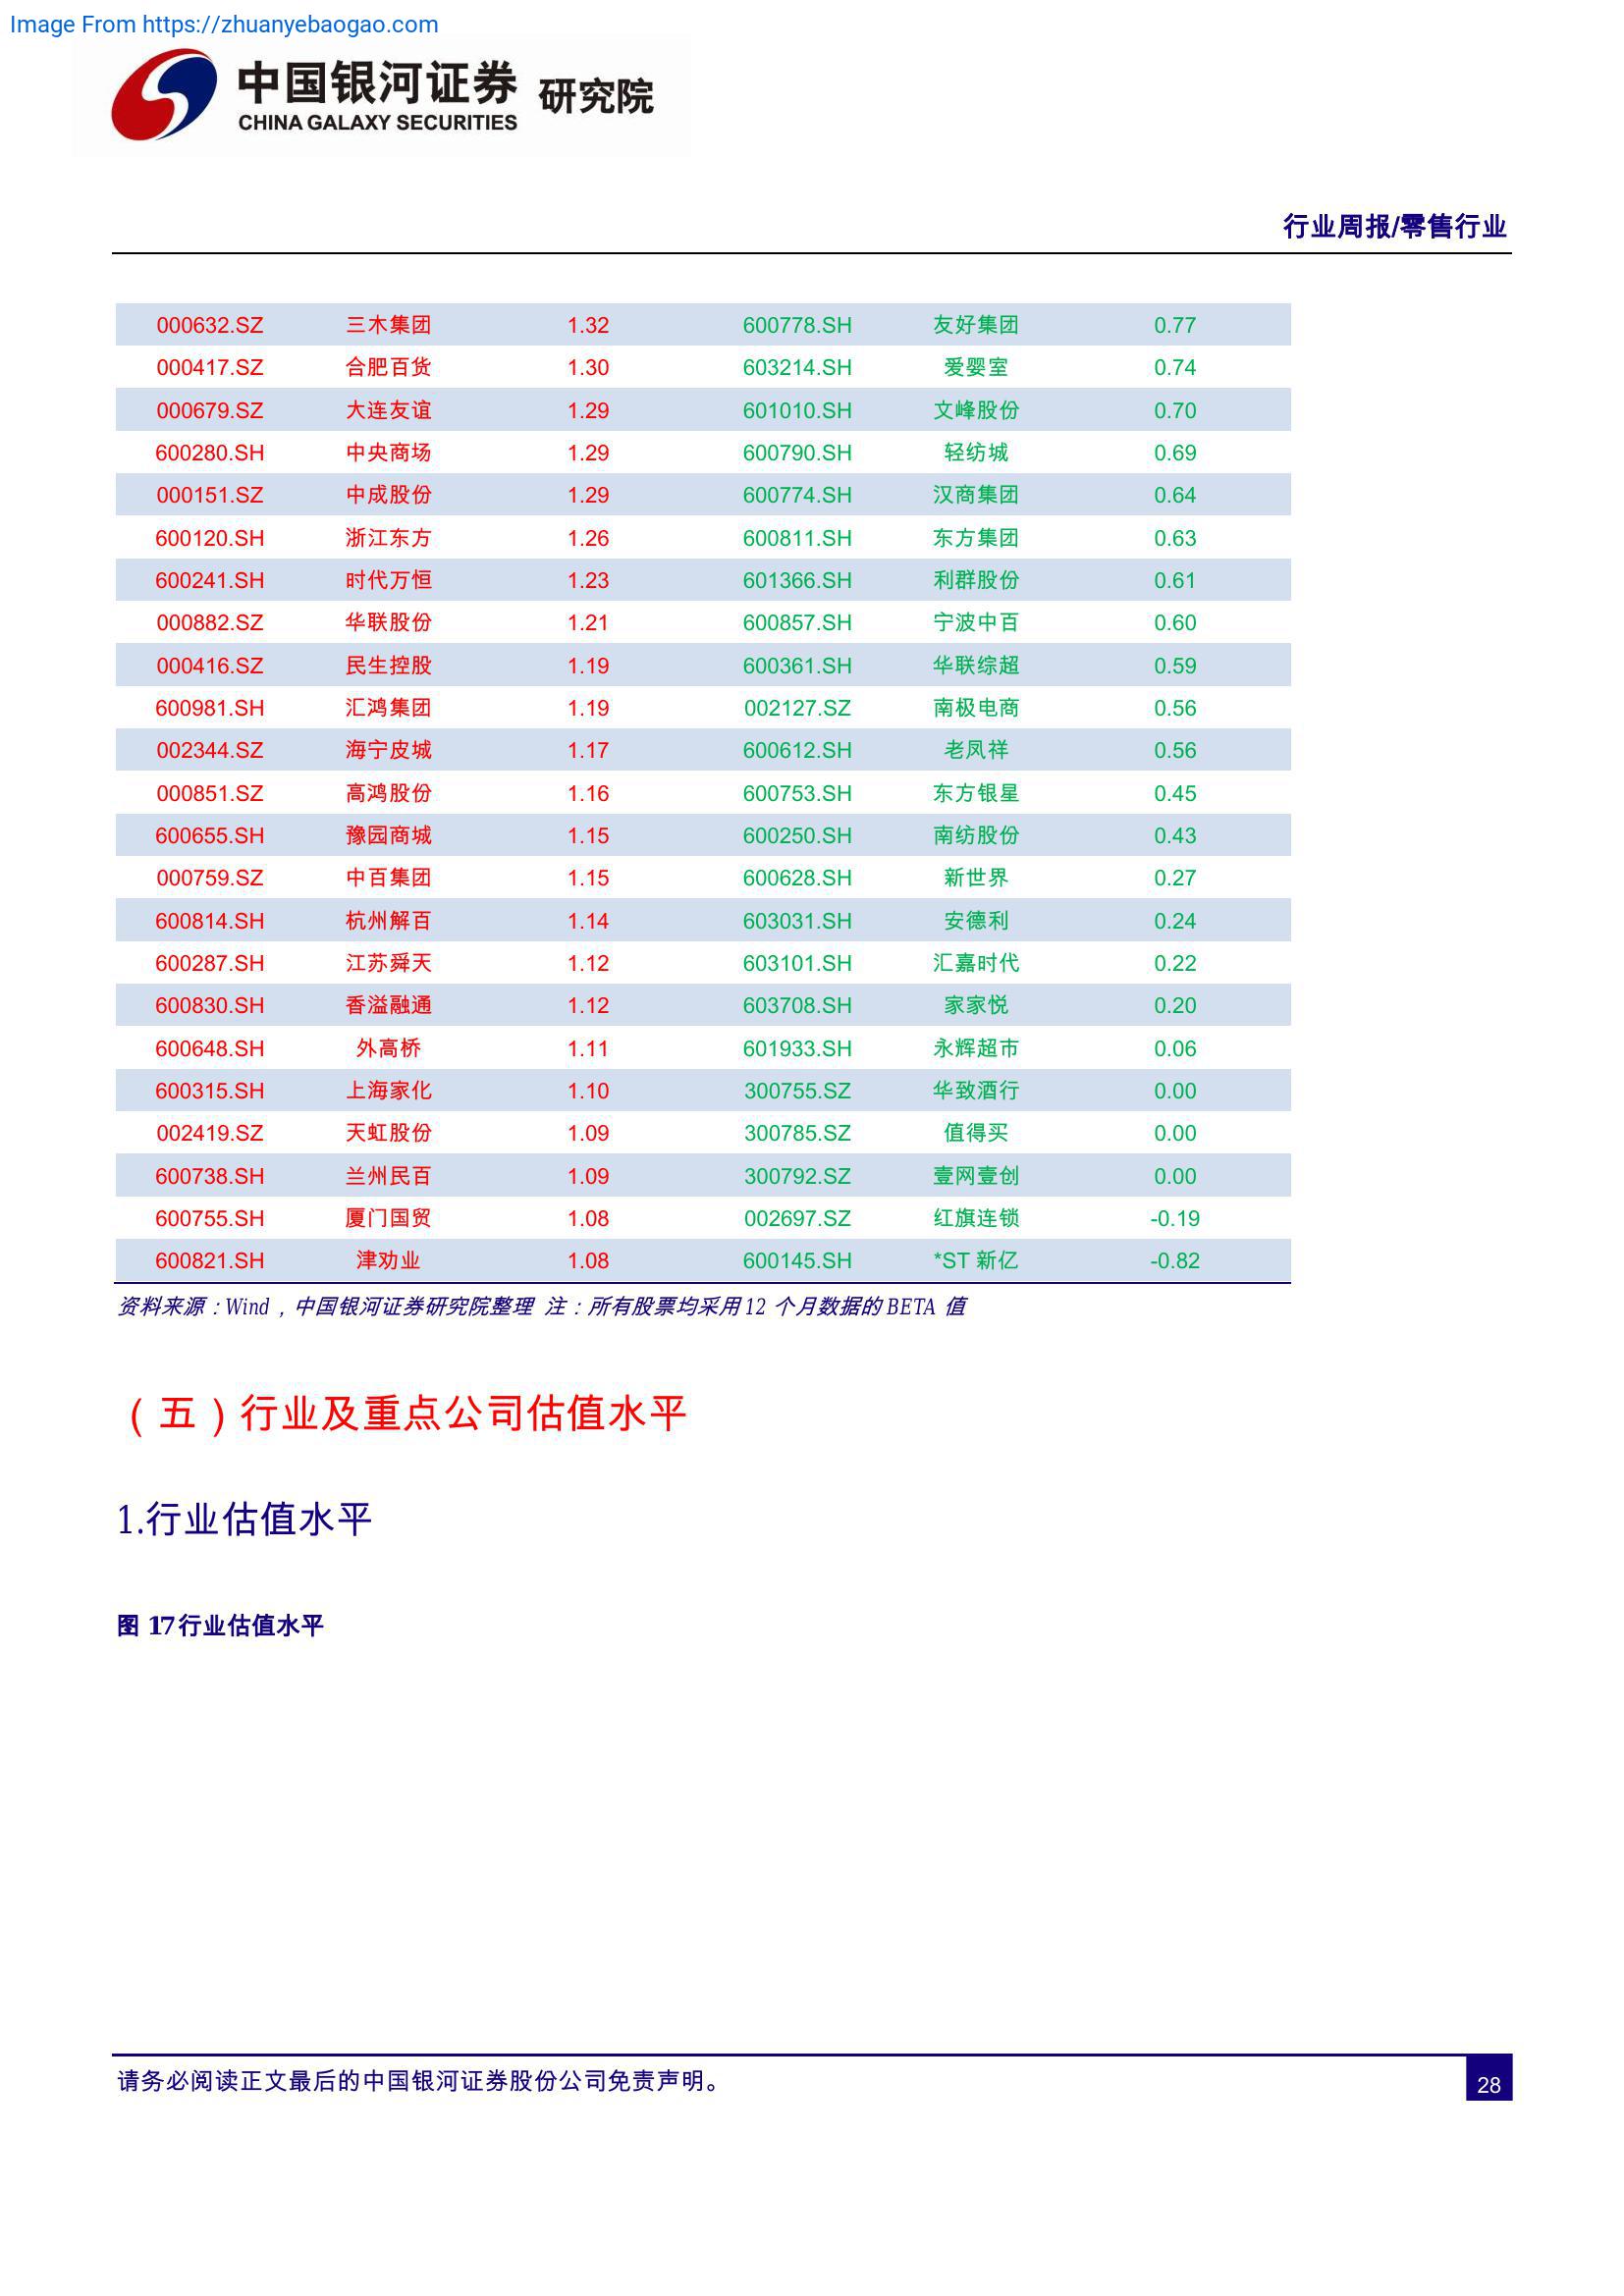 Image From https://zhuanyebaogao.com
中国银河证券 研究院
CHINA GALAXY SECURITIES
行业周报/零售行业
000632.SZ 三木集团 1.32 600778.SH 友好集团 0.77
000417.SZ 合肥百货 1.30 603214.SH 爱婴室 0.74
000679.SZ 大连友谊 1.29 601010.SH 文峰股份 0.70
600280.SH 中央商场 1.29 600790.SH 轻纺城 0.69
000151.SZ 中成股份 1.29 600774.SH 汉商集团 0.64
600120.SH 浙江东方 1.26 600811.SH 东方集团 0.63
600241.SH 时代万恒 1.23 601366.SH 利群股份 0.61
000882.SZ 华联股份 1.21 600857.SH 宁波中百 0.60
000416.SZ 民生控股 1.19 600361.SH 华联综超 0.59
600981.SH 汇鸿集团 1.19 002127.SZ 南极电商 0.56
002344.SZ 海宁皮城 1.17 600612.SH 老凤祥 0.56
000851.SZ 高鸿股份 1.16 600753.SH 东方银星 0.45
600655.SH 豫园商城 1.15 600250.SH 南纺股份 0.43
000759.SZ 中百集团 1.15 600628.SH 新世界 0.27
600814.SH 杭州解百 1.14 603031.SH 安德利 0.24
600287.SH 江苏舜天 1.12 603101.SH 汇嘉时代 0.22
600830.SH 香溢融通 1.12 603708.SH 家家悦 0.20
600648.SH 外高桥 1.11 601933.SH 永辉超市 0.06
600315.SH 上海家化 1.10 300755.SZ 华致酒行 0.00
002419.SZ 天虹股份 1.09 300785.SZ 值得买 0.00
600738.SH 兰州民百 1.09 300792.SZ 壹网壹创 0.00
600755.SH 厦门国贸 1.08 002697.SZ 红旗连锁 -0.19
600821.SH 津劝业 1.08 600145.SH *ST 新亿 -0.82
资料来源：Wind，中国银河证券研究院整理 注：所有股票均采用 12 个月数据的 BETA 值
（五）行业及重点公司估值水平
1.行业估值水平
图 17 行业估值水平
请务必阅读正文最后的中国银河证券股份公司免责声明。
28